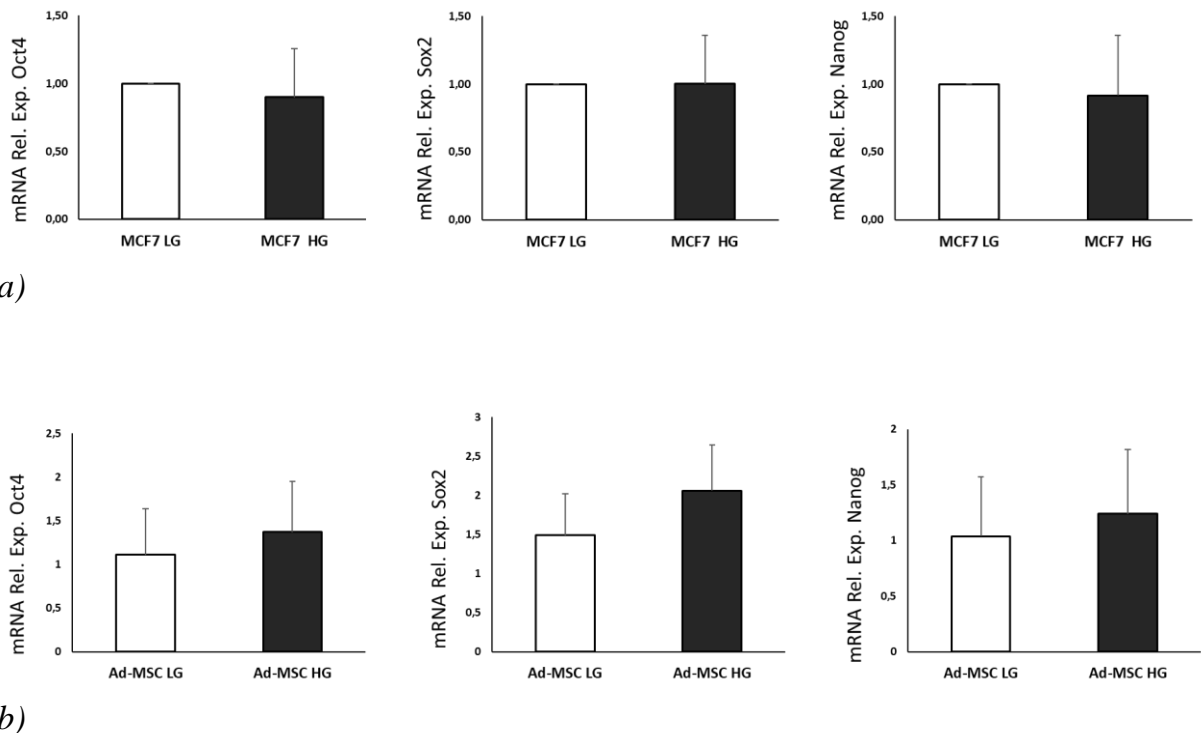 mRNA Rel. Exp. Oct4
1,50
1,00
0,50
0,00
MCF7 LG
MCF7 HG
mRNA Rel. Exp. Sox2
1,50
1,00
0,50
0,00
MCF7 LG
MCF7 HG
mRNA Rel. Exp. Nanog
1,50
1,00
0,50
0,00
MCF7 LG
MCF7 HG
a)
mRNA Rel. Exp. Oct4
2,5
2
1,5
1
0,5
0
Ad-MSC LG
Ad-MSC HG
mRNA Rel. Exp. Sox2
3
2,5
2
1,5
1
0,5
0
Ad-MSC LG
Ad-MSC HG
mRNA Rel. Exp. Nanog
2
1,5
1
0,5
0
Ad-MSC LG
Ad-MSC HG
b)